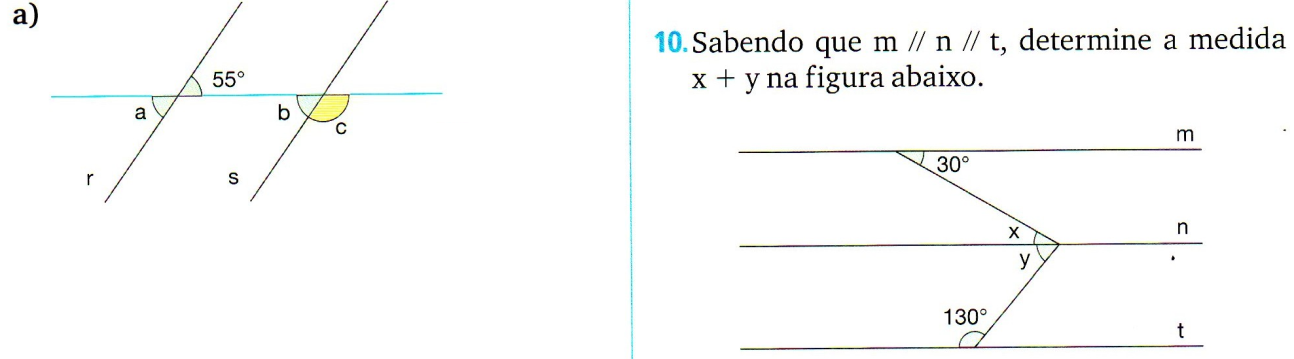 a)
55°
a
b
c
r
s
10. Sabendo que m // n // t, determine a medida
x + y na figura abaixo.
m
30°
x
n
y
130°
t